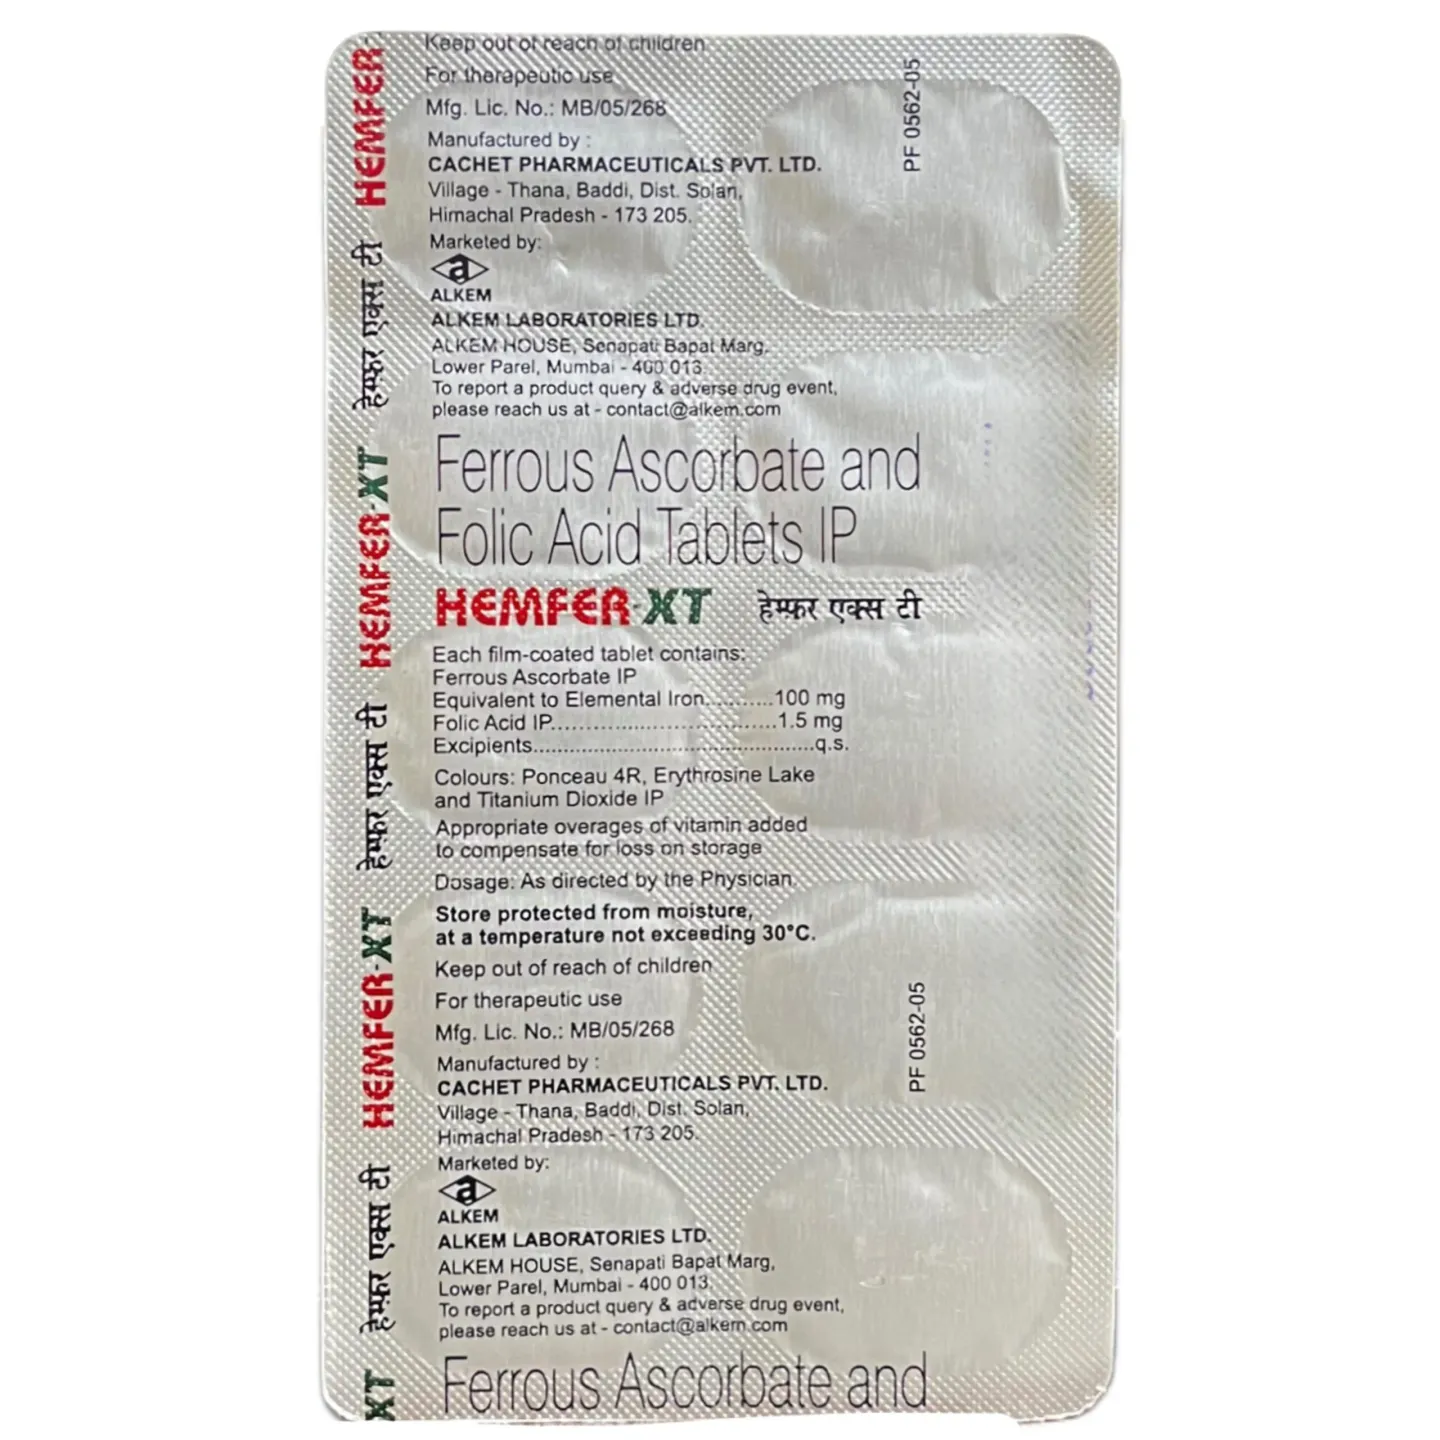 Keep out of reach of children
For therapeutic use
Mfg. Lic. No.: MB/05/268
Manufactured by :
CACHET PHARMACEUTICALS PVT. LTD.
Village - Thana, Baddi, Dist. Solan,
Himachal Pradesh - 173 205.
Marketed by:
a
ALKEM
ALKEM LABORATORIES LTD.
ALKEM HOUSE, Senapati Bapat Marg,
Lower Parel, Mumbai - 400 013.
To report a product query & adverse drug event,
please reach us at - contact@alkem.com
PF 0562-05
Ferrous Ascorbate and
Folic Acid Tablets IP
HEMFER-XT हेम्फर एक्स टी
Each film-coated tablet contains:
Ferrous Ascorbate IP
Equivalent to Elemental Iron..........100 mg
Folic Acid IP................................1.5 mg
Excipients........................................q.s.
Colours: Ponceau 4R, Erythrosine Lake
and Titanium Dioxide IP
Appropriate overages of vitamin added
to compensate for loss on storage
Dosage: As directed by the Physician.
Store protected from moisture,
at a temperature not exceeding 30°C.
Keep out of reach of children
For therapeutic use
Mfg. Lic. No.: MB/05/268
Manufactured by :
CACHET PHARMACEUTICALS PVT. LTD.
Village - Thana, Baddi, Dist. Solan,
Himachal Pradesh - 173 205.
Marketed by:
a
ALKEM
ALKEM LABORATORIES LTD.
ALKEM HOUSE, Senapati Bapat Marg,
Lower Parel, Mumbai - 400 013.
To report a product query & adverse drug event,
please reach us at - contact@alkem.com
PF 0562-05
Ferrous Ascorbate and
XT हेम्फर एक्स टी HEMFER-XT हेम्फर एक्स टी HEMFER-XT हेम्फर एक्स टी HEMFER